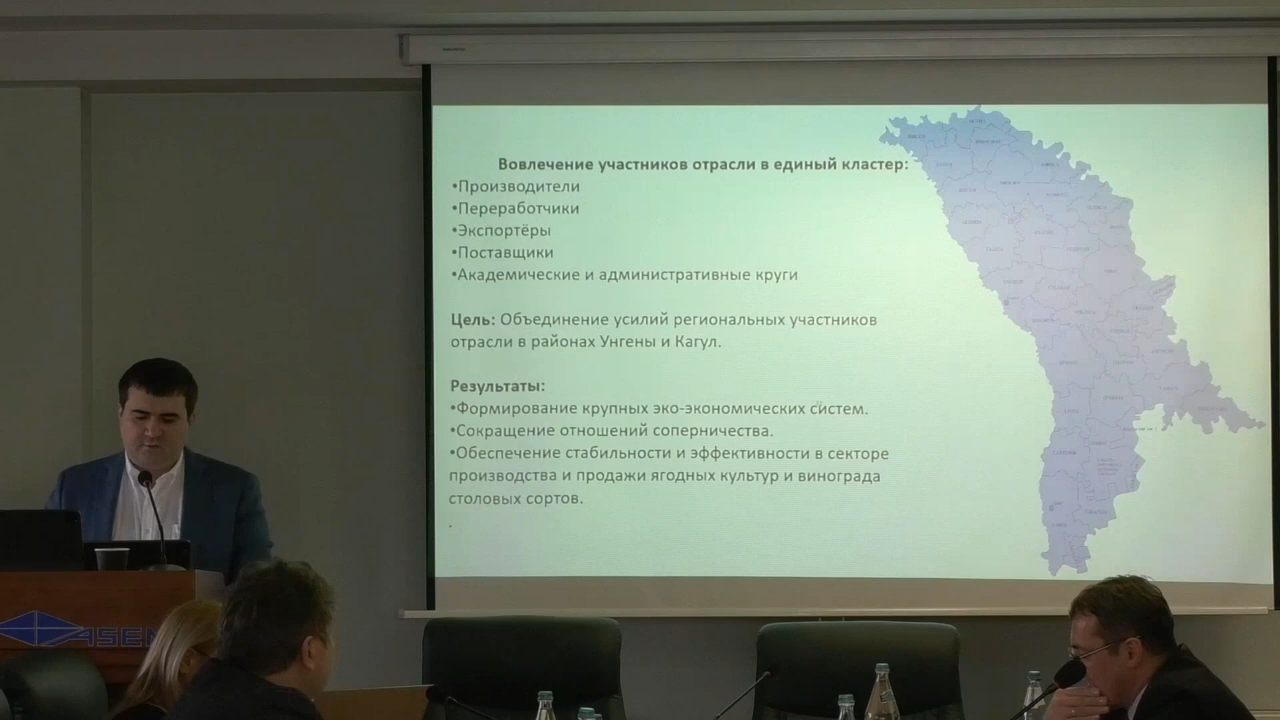 Вовлечение участников отрасли в единый кластер:
•Производители
•Переработчики
•Экспортёры
•Поставщики
•Академические и административные круги
Цель: Объединение усилий региональных участников
отрасли в районах Унгены и Кагул.
Результаты:
•Формирование крупных эко-экономических систем.
•Сокращение отношений соперничества.
•Обеспечение стабильности и эффективности в секторе
производства и продажи ягодных культур и винограда
столовых сортов.
.
ASEM